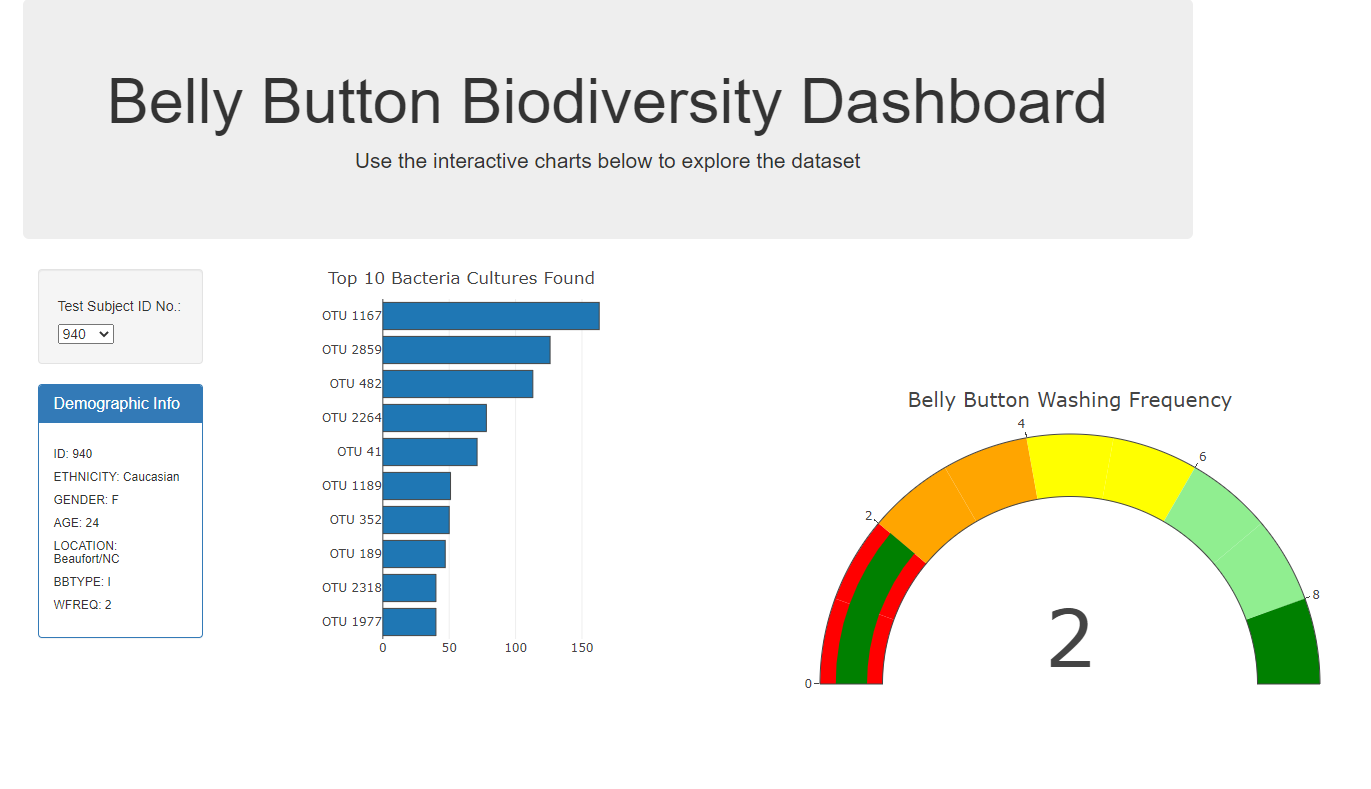 Belly Button Biodiversity Dashboard
Use the interactive charts below to explore the dataset
Test Subject ID No.:
940
Demographic Info
ID: 940
ETHNICITY: Caucasian
GENDER: F
AGE: 24
LOCATION:
Beaufort/NC
BBTYPE: I
WFREQ: 2
Top 10 Bacteria Cultures Found
OTU 1167
OTU 2859
OTU 482
OTU 2264
OTU 41
OTU 1189
OTU 352
OTU 189
OTU 2318
OTU 1977
0 50 100 150
Belly Button Washing Frequency
0
2
4
6
8
2